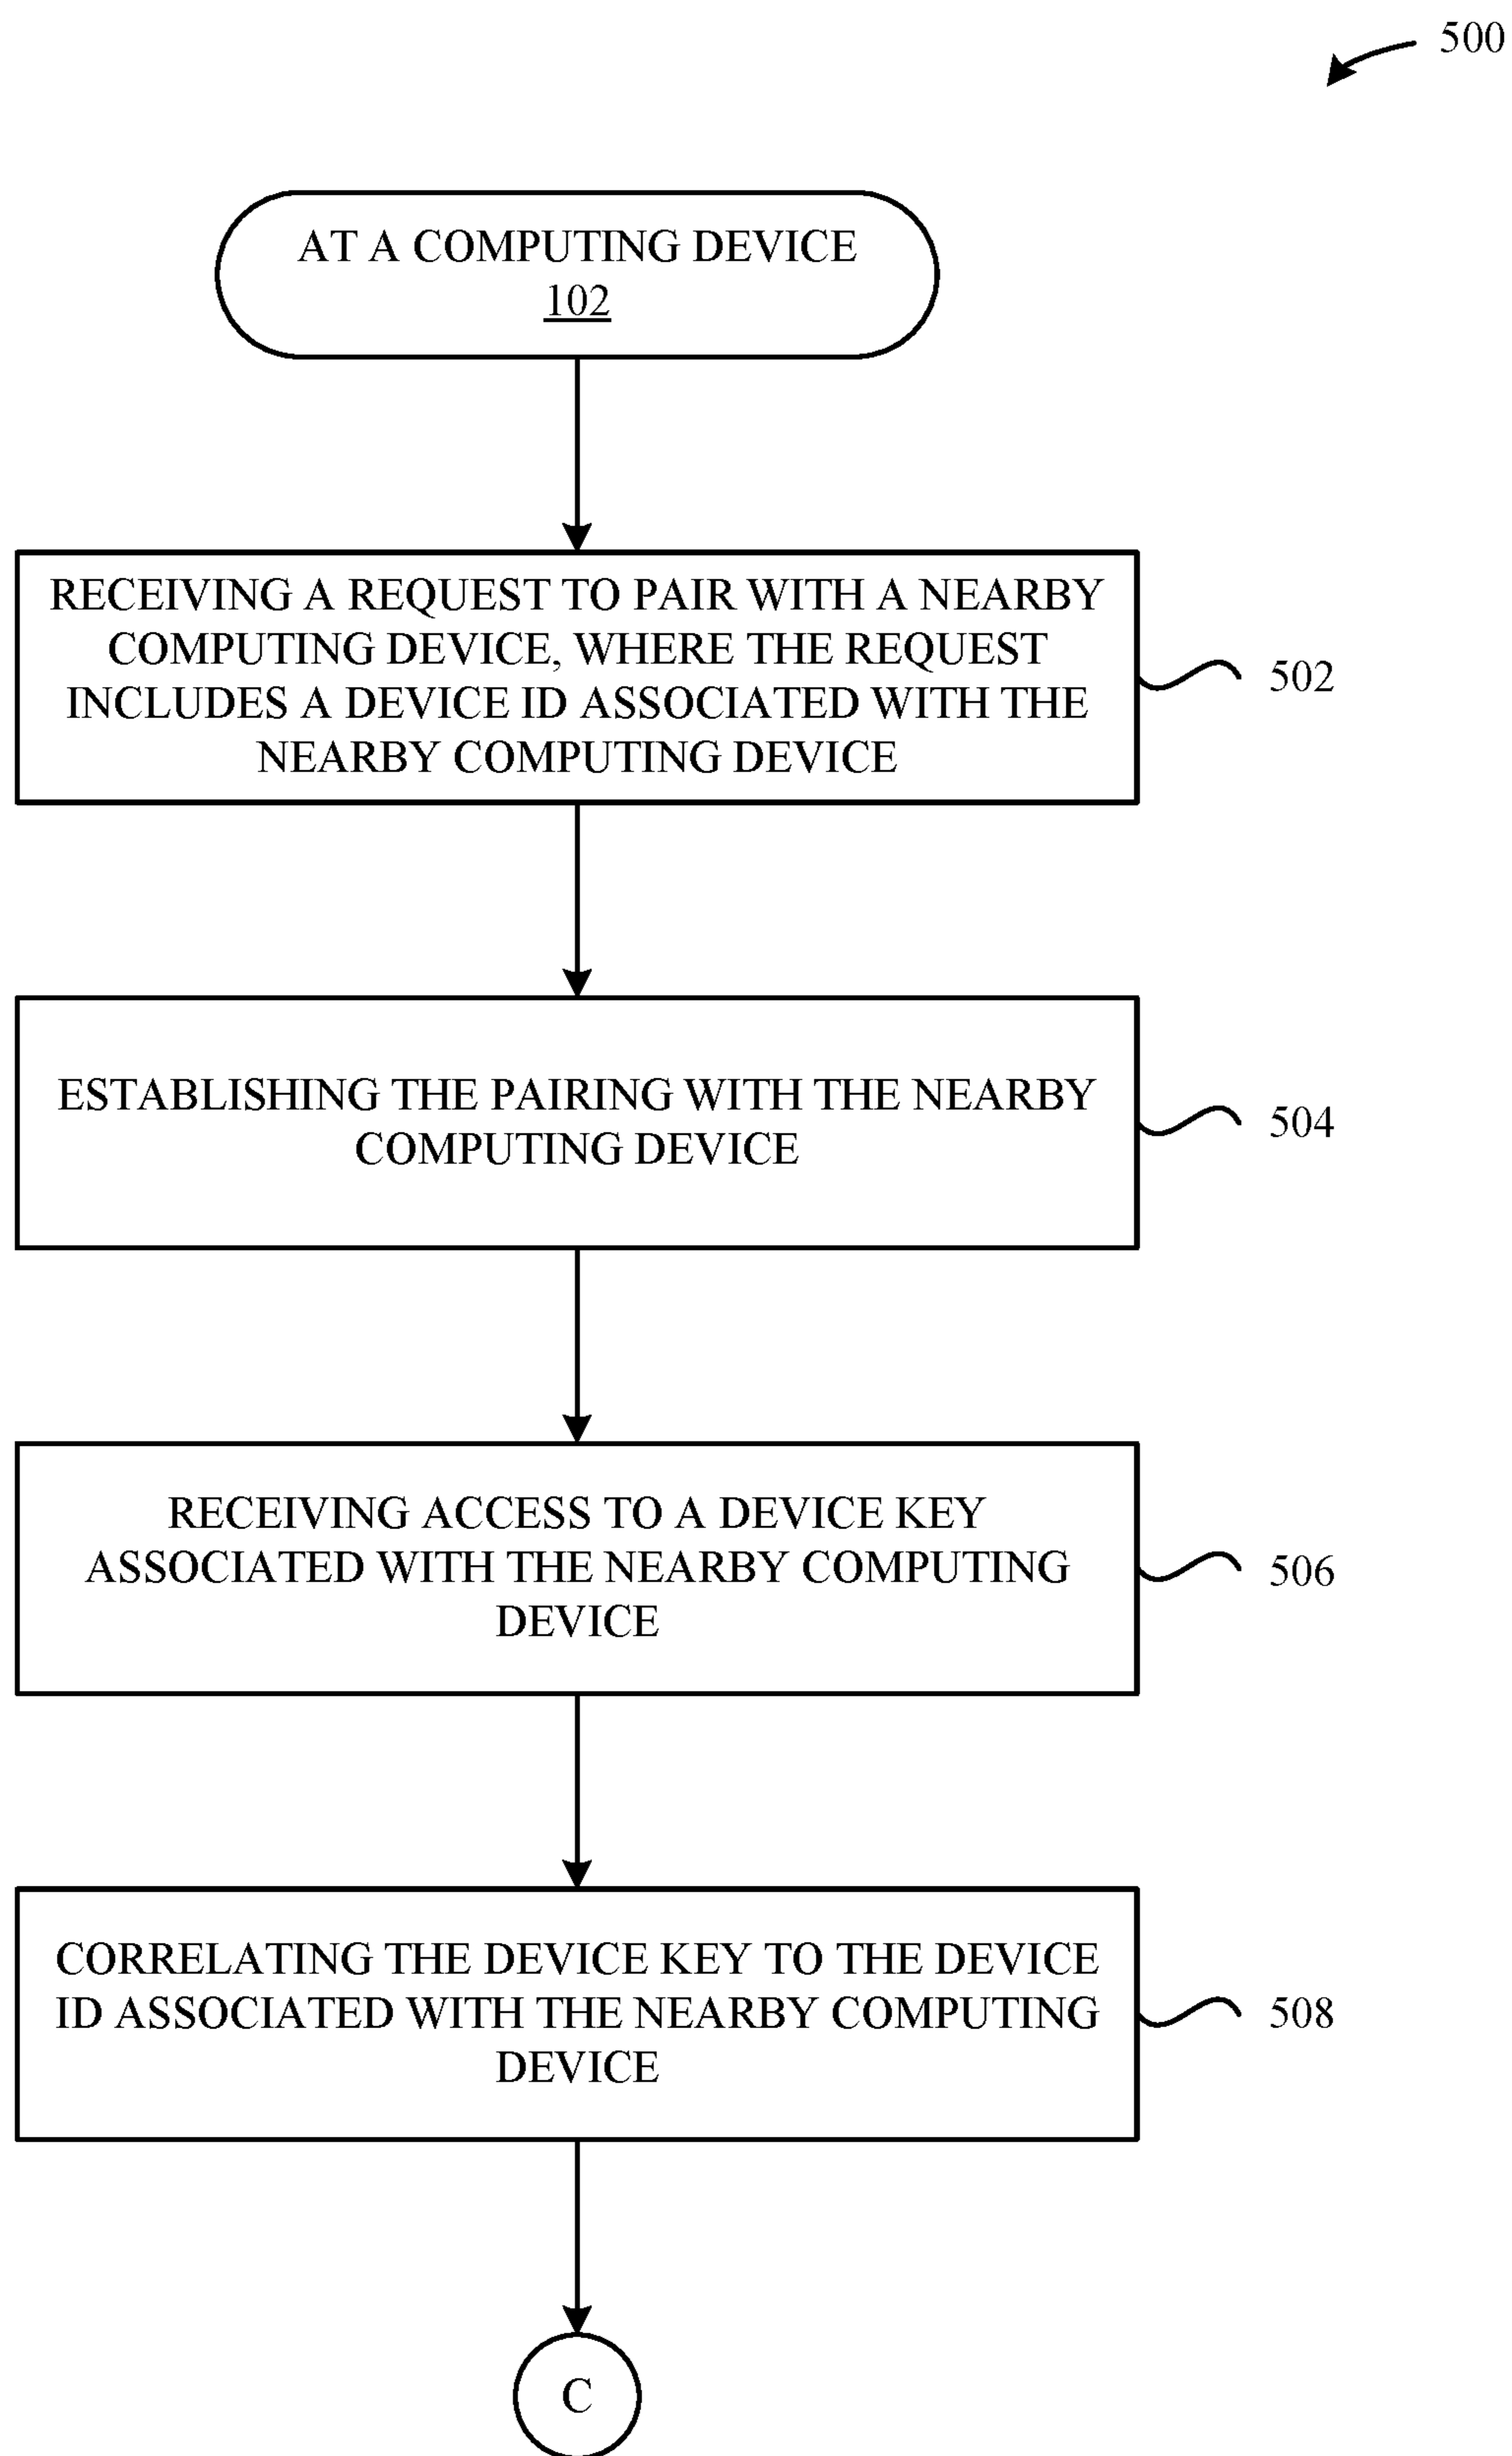 500
AT A COMPUTING DEVICE
102
RECEIVING A REQUEST TO PAIR WITH A NEARBY
COMPUTING DEVICE, WHERE THE REQUEST
INCLUDES A DEVICE ID ASSOCIATED WITH THE
NEARBY COMPUTING DEVICE
502
ESTABLISHING THE PAIRING WITH THE NEARBY
COMPUTING DEVICE
504
RECEIVING ACCESS TO A DEVICE KEY
ASSOCIATED WITH THE NEARBY COMPUTING
DEVICE
506
CORRELATING THE DEVICE KEY TO THE DEVICE
ID ASSOCIATED WITH THE NEARBY COMPUTING
DEVICE
508
C